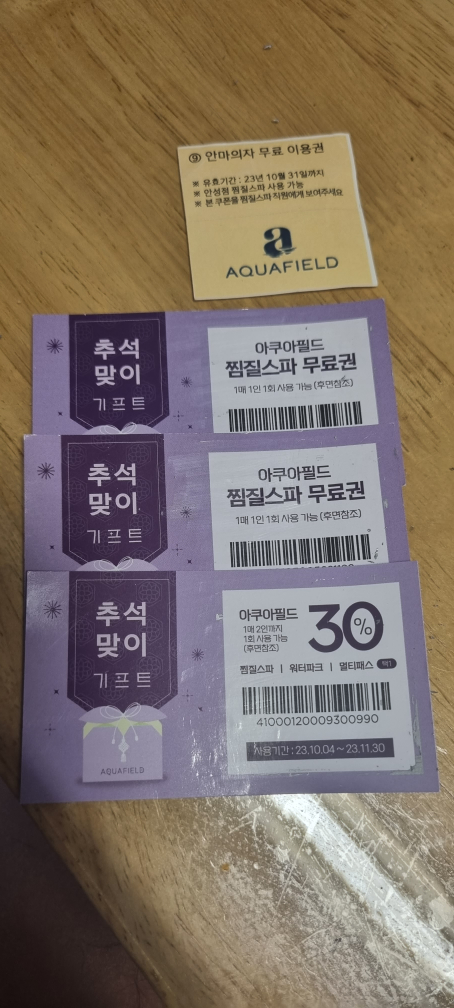 ⑨ 안마의자 무료 이용권
※ 유효기간 : 23년 10월 31일까지
※ 안성점 찜질스파 사용 가능
※ 본 쿠폰을 찜질스파 직원에게 보여주세요
a
AQUAFIELD
추석
맞이
기프트
아쿠아필드
찜질스파 무료권
1매 1인 1회 사용 가능 (후면참조)
추석
맞이
기프트
아쿠아필드
찜질스파 무료권
1매 1인 1회 사용 가능 (후면참조)
추석
맞이
기프트
AQUAFIELD
아쿠아필드
1매 2인까지
1회 사용 가능
(후면참조)
30%
찜질스파 | 워터파크 | 멀티패스 택1
41000120009300990
사용기간 : 23.10.04 ~ 23.11.30